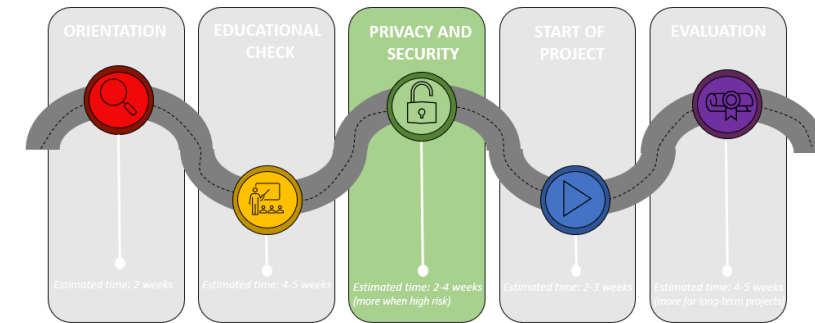 ORIENTATION
EDUCATIONAL
CHECK
PRIVACY AND
SECURITY
START OF
PROJECT
EVALUATION
Estimated time: 2 weeks
Estimated time: 4-5 weeks
Estimated time: 2-4 weeks
(more when high risk)
Estimated time: 2-3 weeks
Estimated time: 4-5 weeks
(more for long-term projects)